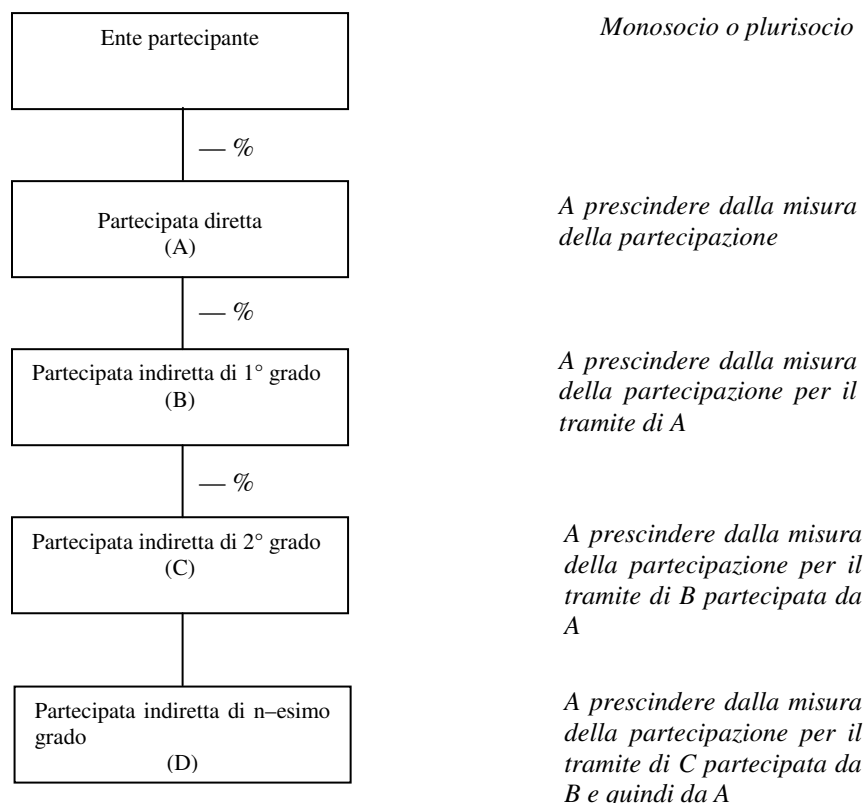 Ente partecipante
Monosocio o plurisocio
— %
Partecipata diretta
(A)
A prescindere dalla misura
della partecipazione
— %
Partecipata indiretta di 1° grado
(B)
A prescindere dalla misura
della partecipazione per il
tramite di A
— %
Partecipata indiretta di 2° grado
(C)
A prescindere dalla misura
della partecipazione per il
tramite di B partecipata da
A
Partecipata indiretta di n–esimo
grado
(D)
A prescindere dalla misura
della partecipazione per il
tramite di C partecipata da
B e quindi da A